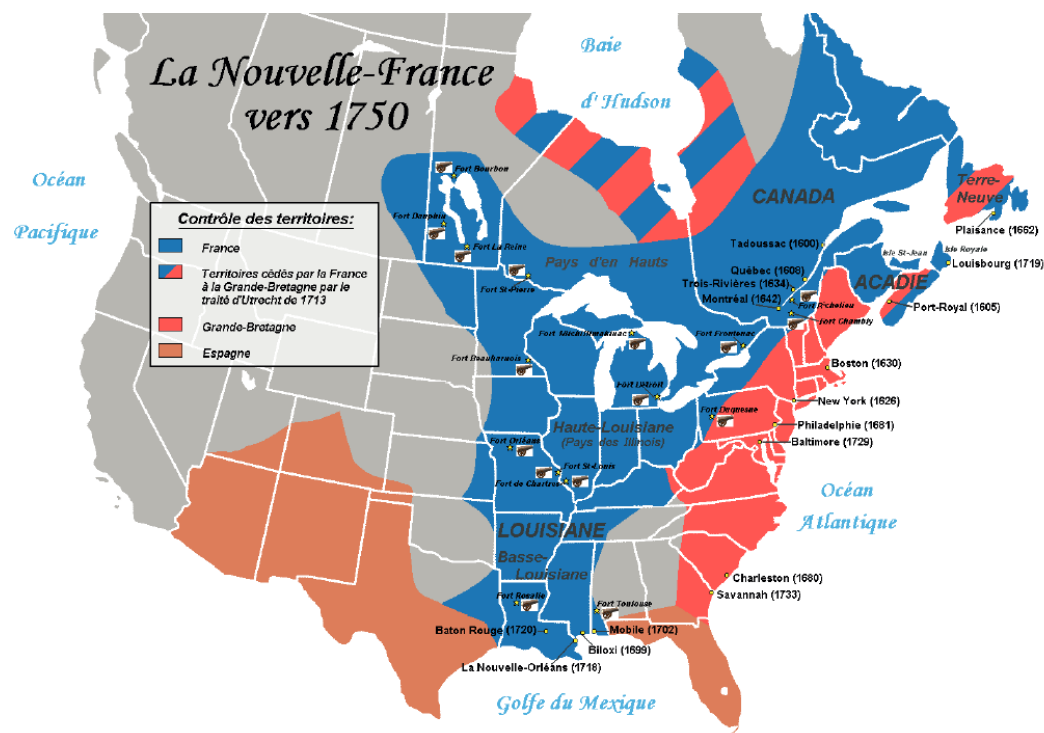 La Nouvelle-France
vers 1750
Baie
d'Hudson
Océan
Pacifique
Contrôle des territoires:
France
Territoires cédés par la France
à la Grande-Bretagne par le
traité d'Utrecht de 1713
Grande-Bretagne
Espagne
Fort Bourbon
Fort Dauphin
Fort La Reine
Fort St-Pierre
Pays d'en Hauts
CANADA
Terre-
Neuve
Plaisance (1662)
Tadoussac (1600)
Isle St-Jean
Isle Royale
Louisbourg (1719)
Québec (1608)
Trois-Rivières (1634)
Montréal (1642)
ACADIE
Port-Royal (1605)
Fort Richelieu
Fort Chambly
Fort Michilimakinac
Fort Frontenac
Fort Beauharnois
Fort Détroit
Boston (1630)
New York (1626)
Fort Duquesne
Philadelphie (1681)
Baltimore (1729)
Haute-Louisiane
(Pays des Illinois)
Fort Orléans
Fort St-Louis
Fort de Chartres
Océan
Atlantique
LOUISIANE
Basse-
Louisiane
Charleston (1680)
Savannah (1733)
Fort Rosalie
Fort Toulouse
Baton Rouge (1720)
Mobile (1702)
Biloxi (1699)
La Nouvelle-Orléans (1718)
Golfe du Mexique